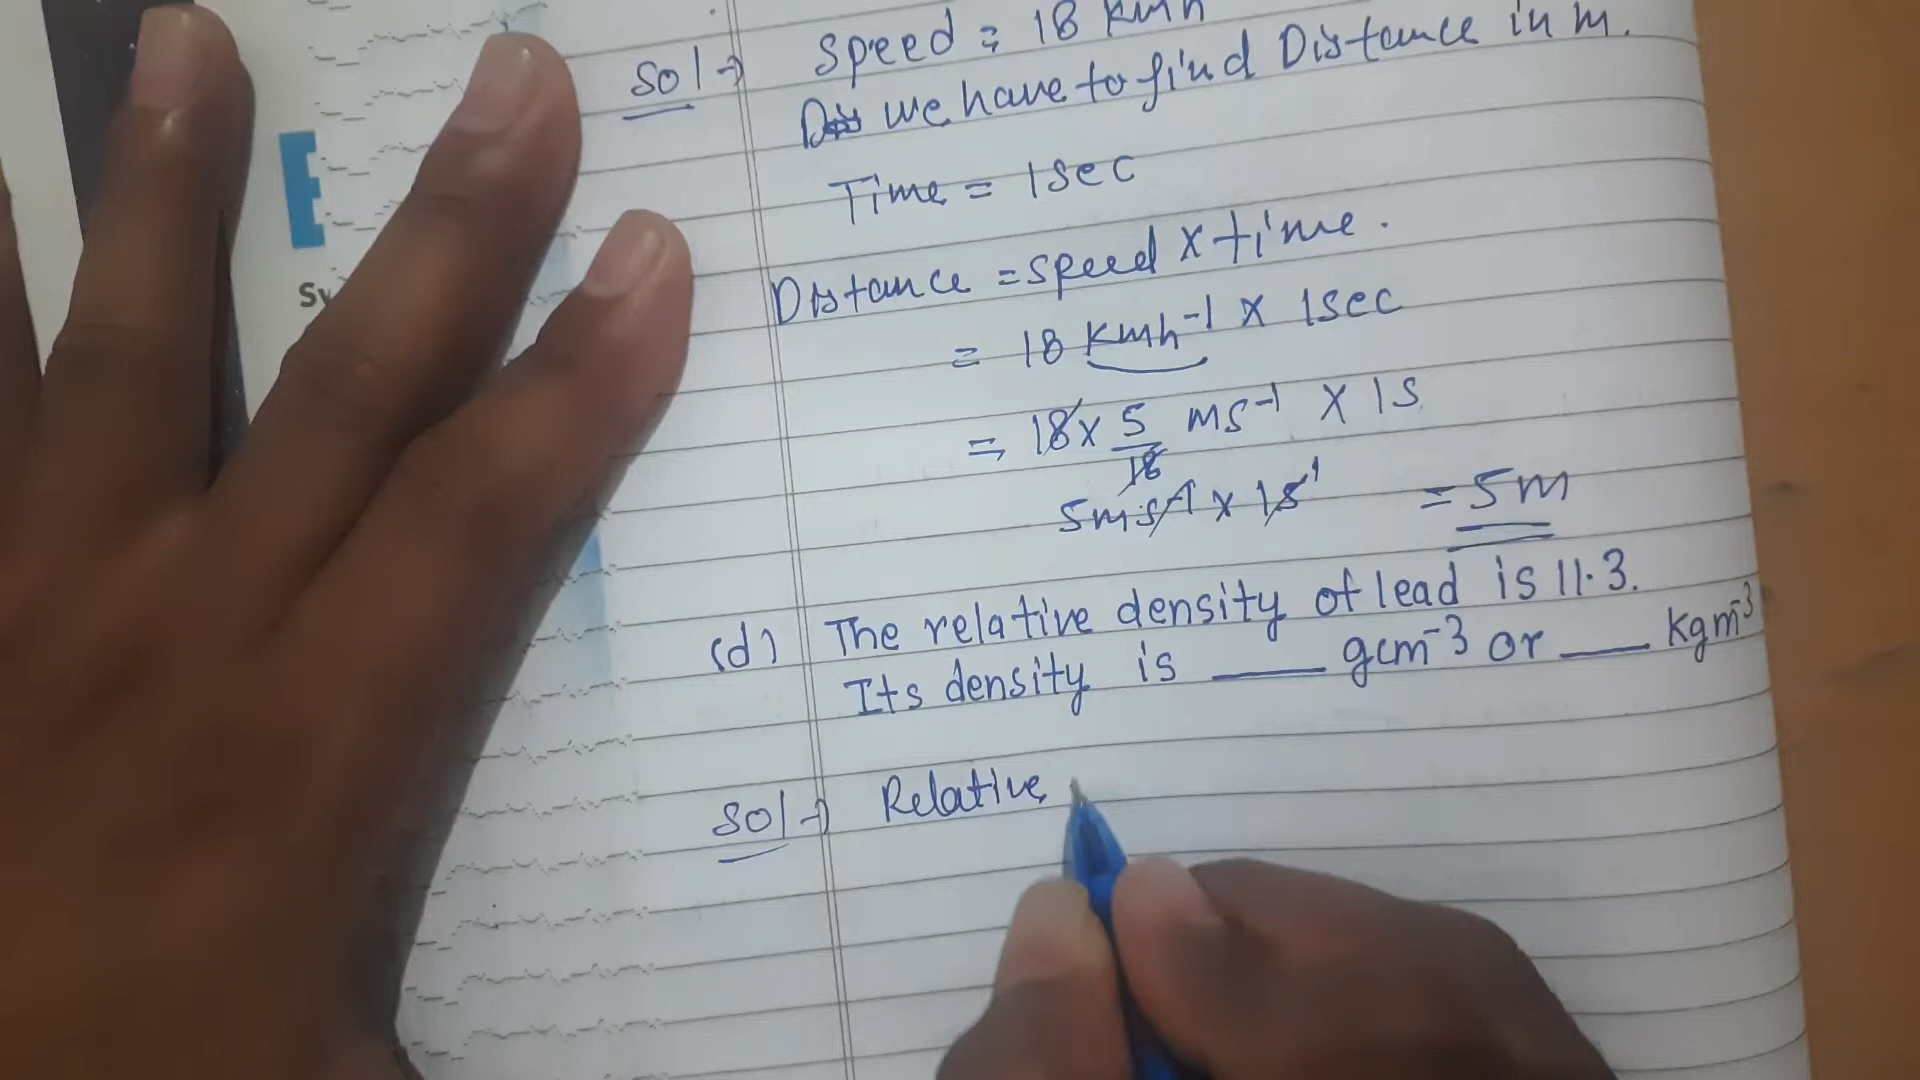 Sol → Speed = 18 kmh
we have to find Distance in m.
Time = 1sec
Distance = speed x time.
= 18 kmh⁻¹ x 1sec
= 18 x 5/18 ms⁻¹ x 1s
5ms⁻¹ x 1s¹ = 5m
(d) The relative density of lead is 11.3.
Its density is ____ gcm⁻³ or ____ kgm⁻³
Sol → Relative